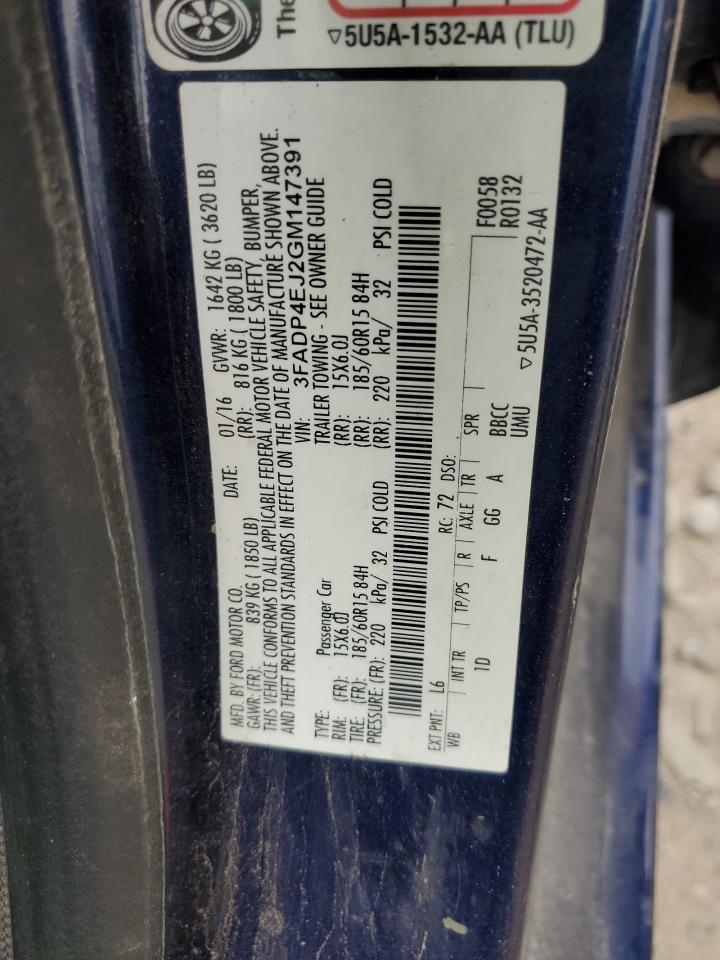 The
▽5U5A-1532-AA (TLU)
MFD. BY FORD MOTOR CO. DATE: 01/16 GVWR: 1642 KG ( 3620 LB)
GAWR: (FR): 839 KG ( 1850 LB) (RR): 816 KG ( 1800 LB)
THIS VEHICLE CONFORMS TO ALL APPLICABLE FEDERAL MOTOR VEHICLE SAFETY, BUMPER,
AND THEFT PREVENTION STANDARDS IN EFFECT ON THE DATE OF MANUFACTURE SHOWN ABOVE.
VIN: 3FADP4EJ2GM147391
TYPE: Passenger Car TRAILER TOWING - SEE OWNER GUIDE
RIM: (FR): 15X6.0J (RR): 15X6.0J
TIRE: (FR): 185/60R15 84H (RR): 185/60R15 84H
PRESSURE (FR): 220 kPa/ 32 PSI COLD (RR): 220 kPa/ 32 PSI COLD
EXT PNT: L6 RC: 72 DSO: F0058
WB INT TR TP/PS R AXLE TR SPR R0132
1D F GG A BBCC
UMU
▽5U5A-3520472-AA